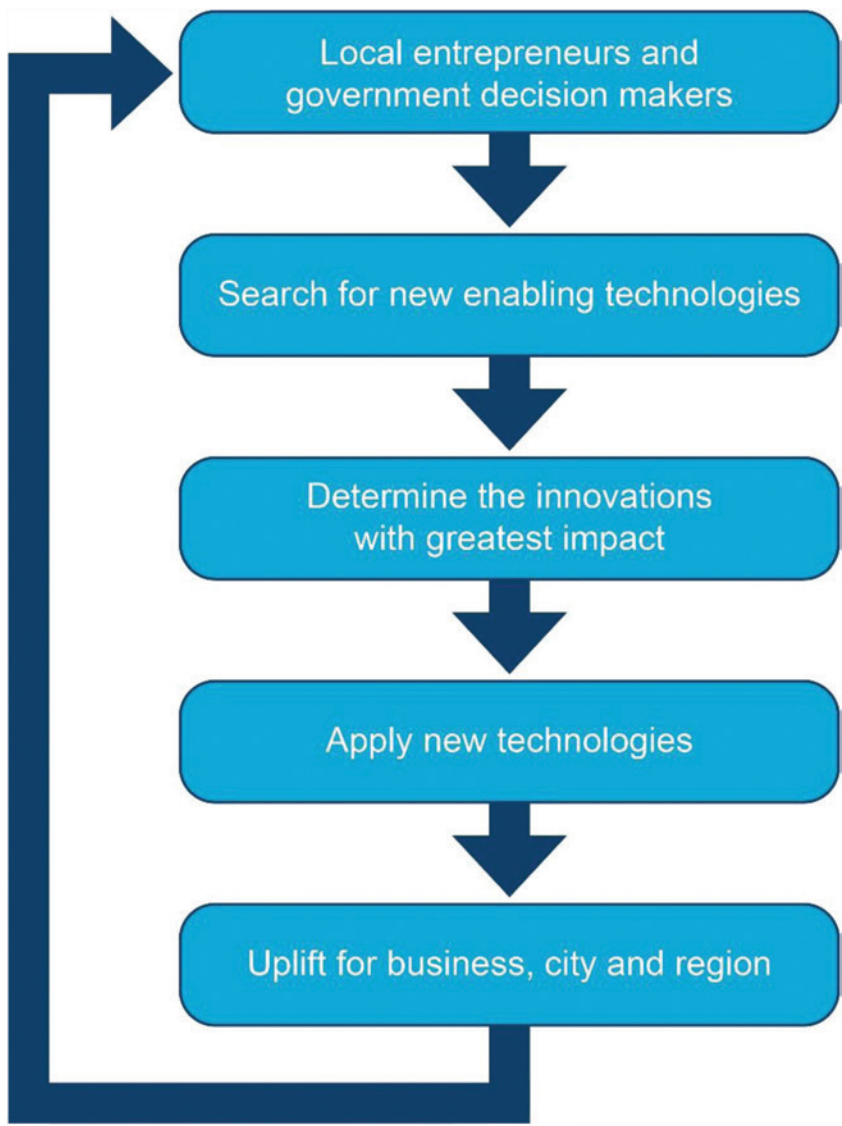 Local entrepreneurs and
government decision makers
Search for new enabling technologies
Determine the innovations
with greatest impact
Apply new technologies
Uplift for business, city and region